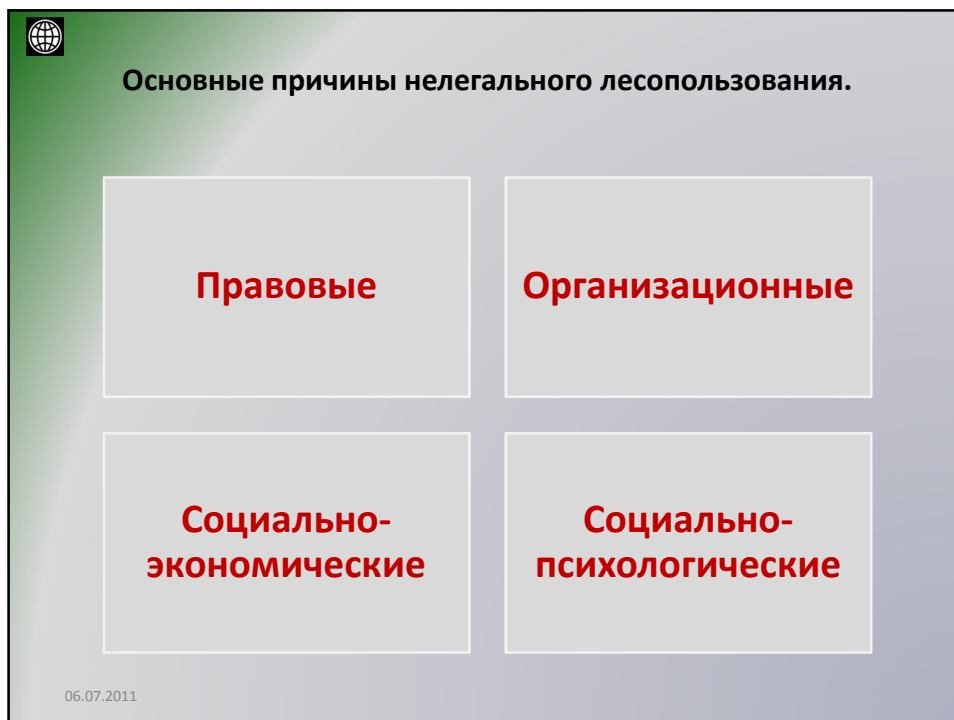 Основные причины нелегального лесопользования.
Правовые
Организационные
Социально-
экономические
Социально-
психологические
06.07.2011